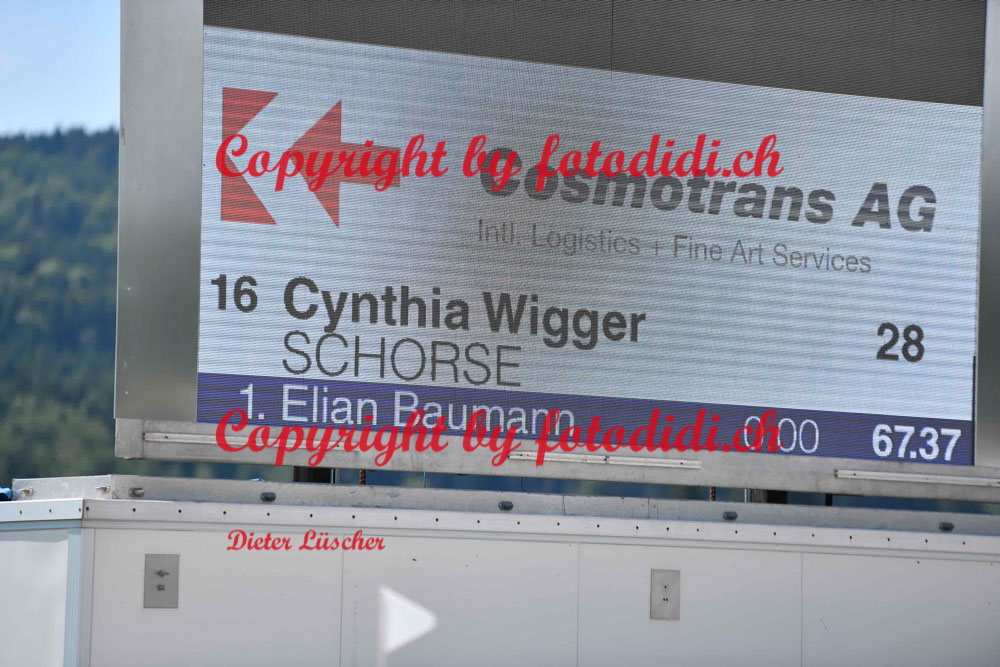 Copyright by fotodidi.ch
Cosmotrans AG
Intl. Logistics + Fine Art Services
16 Cynthia Wigger 28
SCHORSE
1. Elian Baumann 0.00 67.37
Copyright by fotodidi.ch
Dieter Lüscher